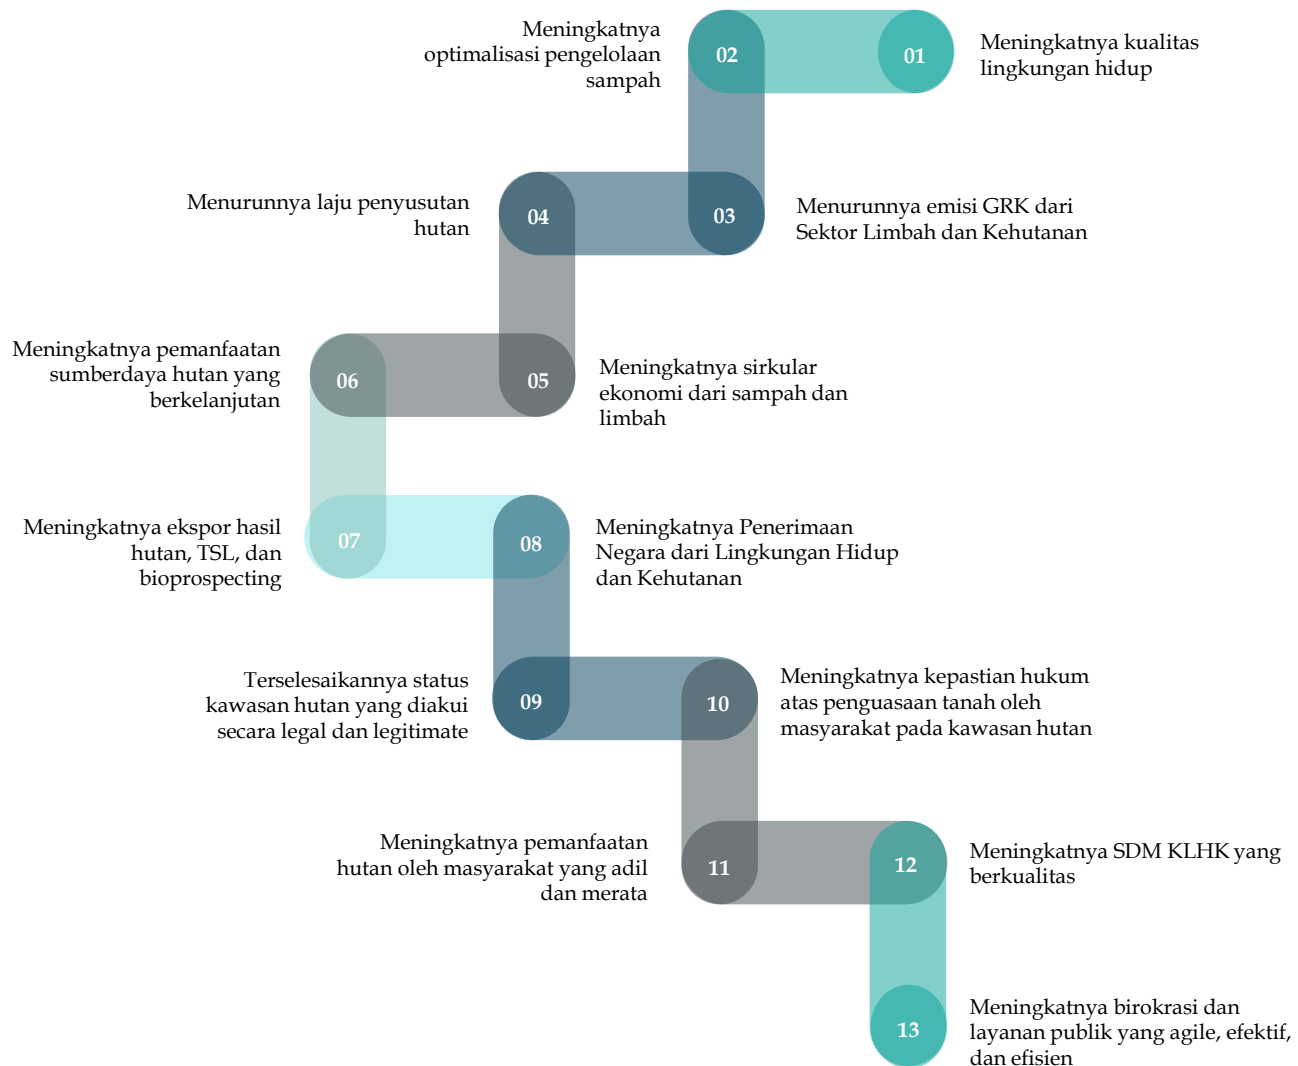 01
Meningkatnya kualitas
lingkungan hidup
02
Meningkatnya
optimalisasi pengelolaan
sampah
03
Menurunnya emisi GRK dari
Sektor Limbah dan Kehutanan
04
Menurunnya laju penyusutan
hutan
05
Meningkatnya sirkular
ekonomi dari sampah dan
limbah
06
Meningkatnya pemanfaatan
sumberdaya hutan yang
berkelanjutan
07
Meningkatnya ekspor hasil
hutan, TSL, dan
bioprospecting
08
Meningkatnya Penerimaan
Negara dari Lingkungan Hidup
dan Kehutanan
09
Terselesaikannya status
kawasan hutan yang diakui
secara legal dan legitimate
10
Meningkatnya kepastian hukum
atas penguasaan tanah oleh
masyarakat pada kawasan hutan
11
Meningkatnya pemanfaatan
hutan oleh masyarakat yang adil
dan merata
12
Meningkatnya SDM KLHK yang
berkualitas
13
Meningkatnya birokrasi dan
layanan publik yang agile, efektif,
dan efisien